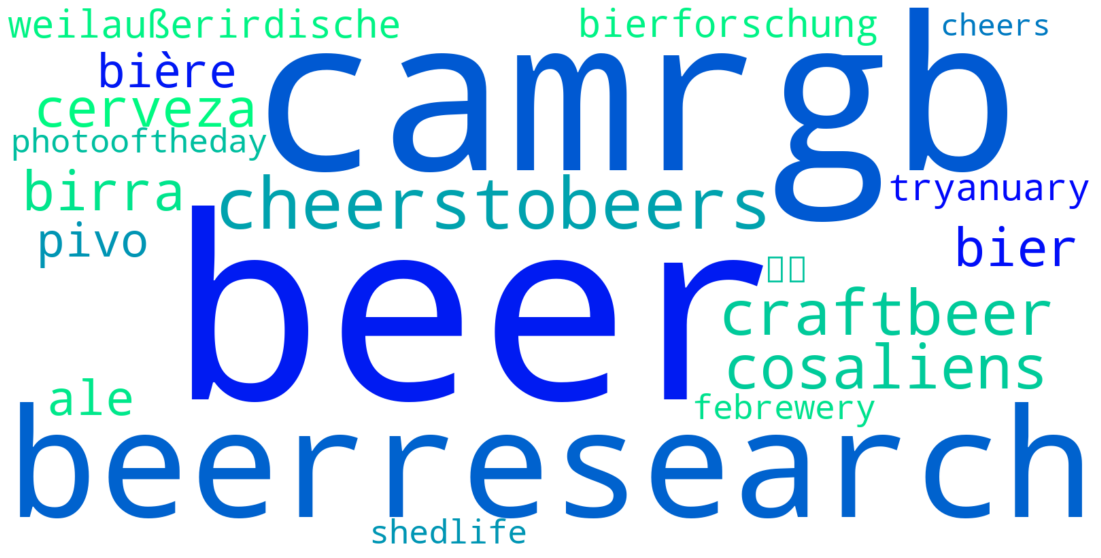 weilaußerirdische
bierforschung
cheers
bière
camrgb
cerveza
photooftheday
birra
cheerstobeers
tryanuary
pivo
bier
beer
craftbeer
cosaliens
ale
febrewery
beerresearch
shedlife